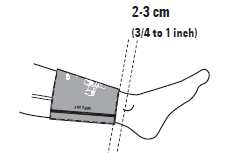 2-3 cm
(3/4 to 1 inch)